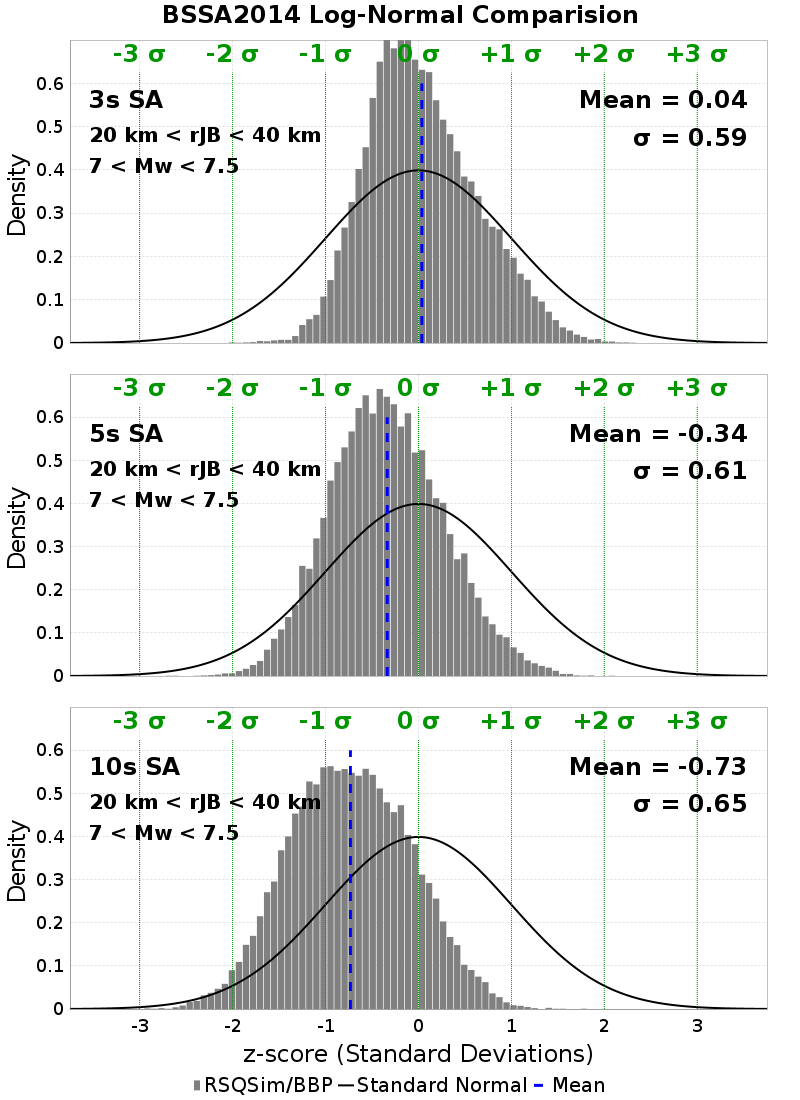 BSSA2014 Log-Normal Comparision
-3 σ -2 σ -1 σ 0 σ +1 σ +2 σ +3 σ
3s SA
Mean = 0.04
20 km < rJB < 40 km
σ = 0.59
7 < Mw < 7.5
Density
0.6
0.5
0.4
0.3
0.2
0.1
0
-3 σ -2 σ -1 σ 0 σ +1 σ +2 σ +3 σ
5s SA
Mean = -0.34
20 km < rJB < 40 km
σ = 0.61
7 < Mw < 7.5
Density
0.6
0.5
0.4
0.3
0.2
0.1
0
-3 σ -2 σ -1 σ 0 σ +1 σ +2 σ +3 σ
10s SA
Mean = -0.73
20 km < rJB < 40 km
σ = 0.65
7 < Mw < 7.5
Density
0.6
0.5
0.4
0.3
0.2
0.1
0
-3 -2 -1 0 1 2 3
z-score (Standard Deviations)
RSQSim/BBP Standard Normal Mean